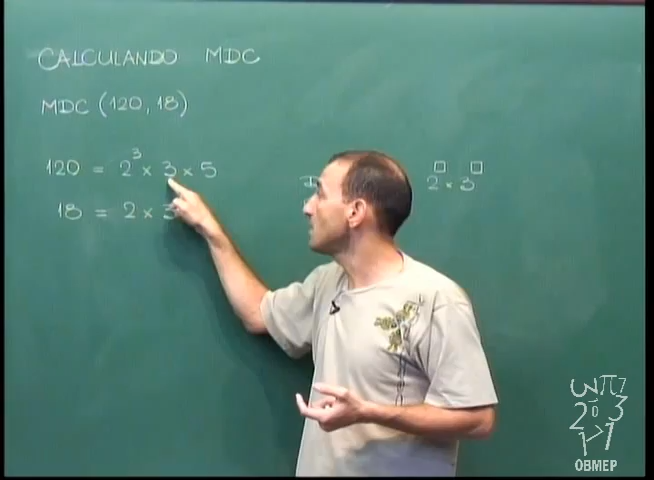 CALCULANDO MDC
MDC (120, 18)
120 = 2³ × 3 × 5
2^□ × 3^□
18 = 2 × 3
OBMEP